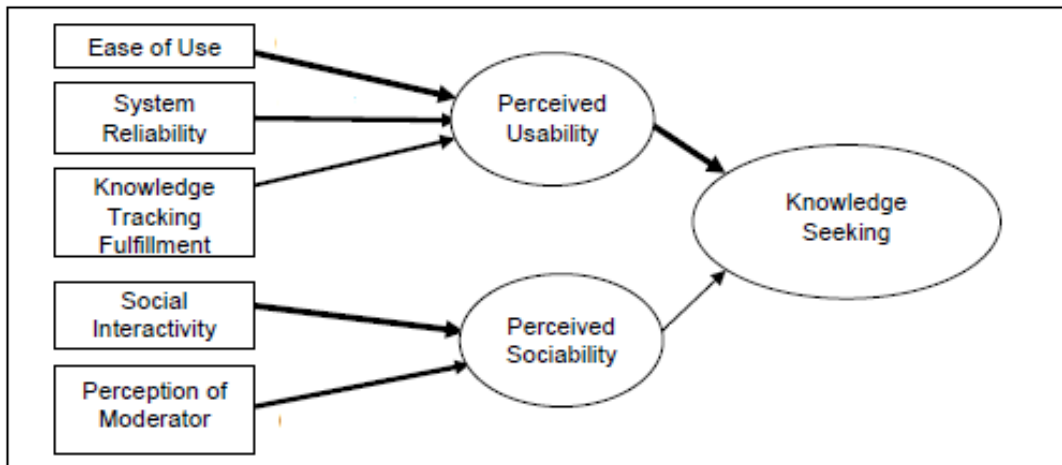 Ease of Use
System
Reliability
Knowledge
Tracking
Fulfillment
Social
Interactivity
Perception of
Moderator
Perceived
Usability
Perceived
Sociability
Knowledge
Seeking